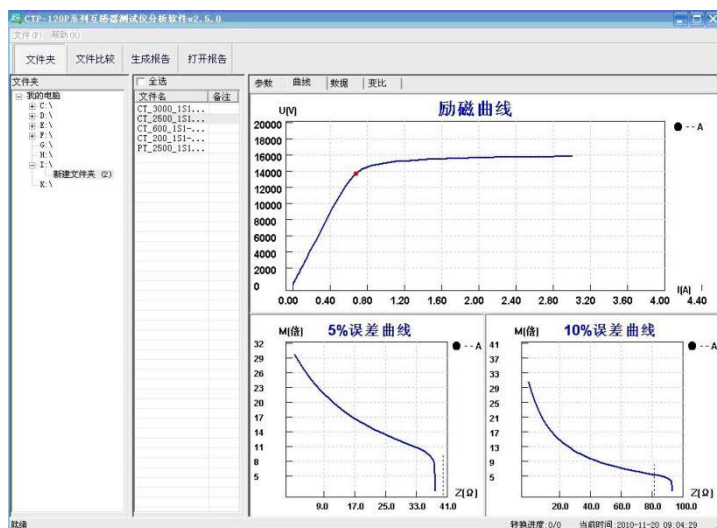 CTP-120P系列互感器测试仪分析软件v2.5.0
文件(F) 帮助(X)
文件夹 文件比较 生成报告 打开报告
文件夹
我的电脑
C:\
D:\
E:\
F:\
G:\
H:\
I:\
新建文件夹 (2)
K:\
全选
文件名 备注
CT_3000_1S1...
CT_2500_1S1...
CT_600_1S1-...
CT_200_1S1-...
PT_2500_1S1...
参数 曲线 数据 变比
励磁曲线
U(V)
20000
18000
16000
14000
12000
10000
8000
6000
4000
2000
0
0.00 0.40 0.80 1.20 1.60 2.00 2.40 2.80 3.20 3.60 4.00 4.40
I(A)
--A
M(倍) 5%误差曲线
--A
32
29
26
23
20
17
14
11
8
5
9.0 17.0 25.0 33.0 41.0
Z[Ω]
M(倍) 10%误差曲线
--A
41
37
33
29
25
21
17
13
9
5
20.0 40.0 60.0 80.0 100.0
Z[Ω]
就绪 转换进度:0/0 当前时间:2010-11-20 09:04:29